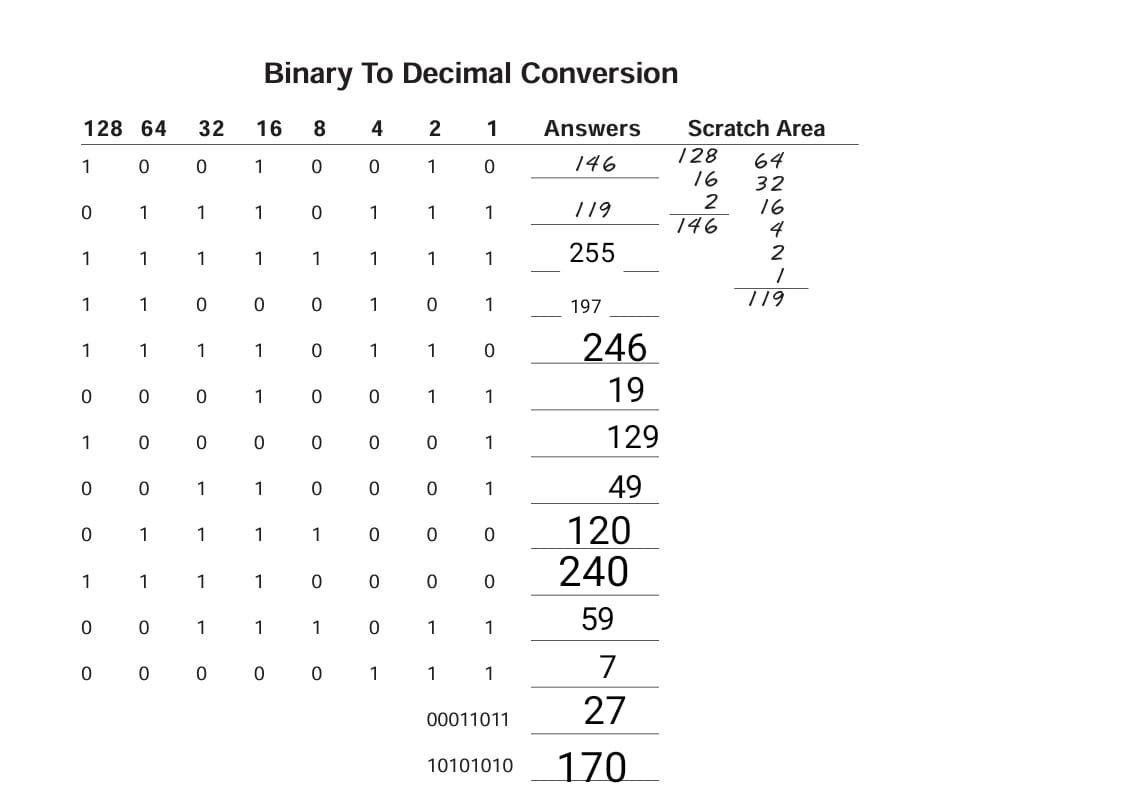 Binary To Decimal Conversion
128 64 32 16 8 4 2 1 Answers Scratch Area
1 0 0 1 0 0 1 0 146 128 64
0 1 1 1 0 1 1 1 119 16 32
2 16
146 4
1 1 1 1 1 1 1 1 255 2
1
1 1 0 0 0 1 0 1 197 119
1 1 1 1 0 1 1 0 246
0 0 0 1 0 0 1 1 19
1 0 0 0 0 0 0 1 129
0 0 1 1 0 0 0 1 49
0 1 1 1 1 0 0 0 120
1 1 1 1 0 0 0 0 240
0 0 1 1 1 0 1 1 59
0 0 0 0 0 1 1 1 7
00011011 27
10101010 170